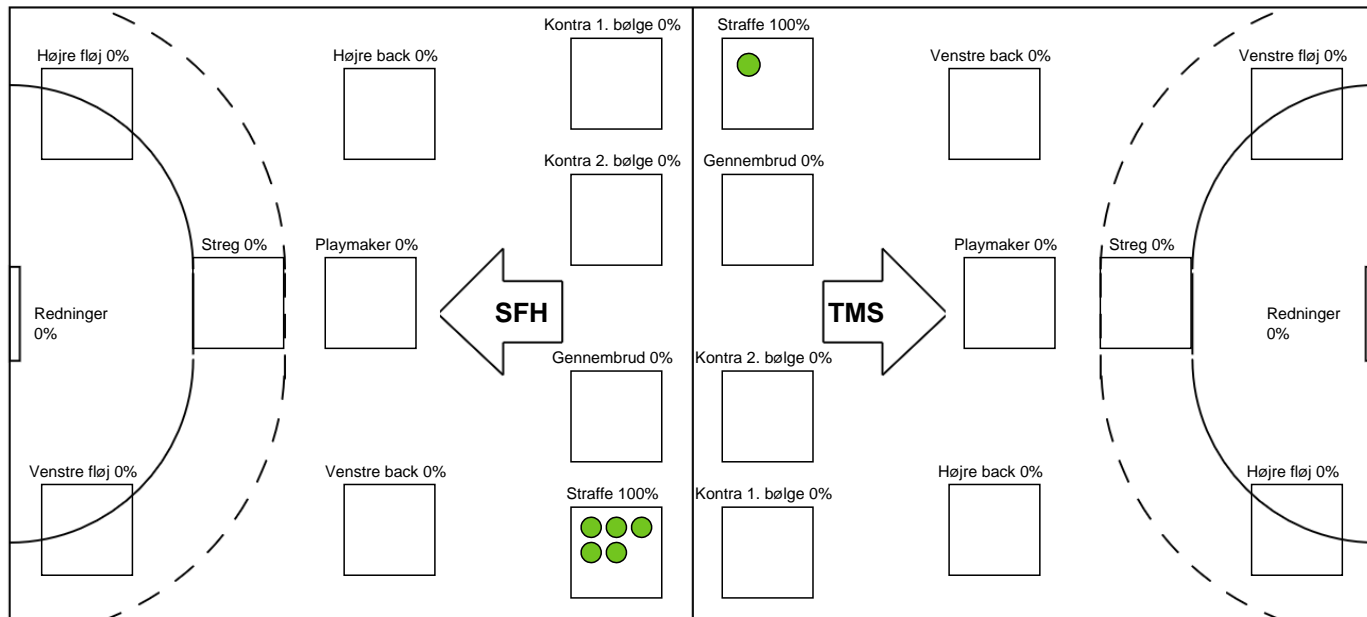 Kontra 1. bølge 0%
Straffe 100%
Højre fløj 0%
Højre back 0%
Venstre back 0%
Venstre fløj 0%
Kontra 2. bølge 0%
Gennembrud 0%
Streg 0%
Playmaker 0%
Playmaker 0%
Streg 0%
Redninger
0%
SFH
TMS
Redninger
0%
Gennembrud 0%
Kontra 2. bølge 0%
Venstre fløj 0%
Venstre back 0%
Højre back 0%
Højre fløj 0%
Straffe 100%
Kontra 1. bølge 0%